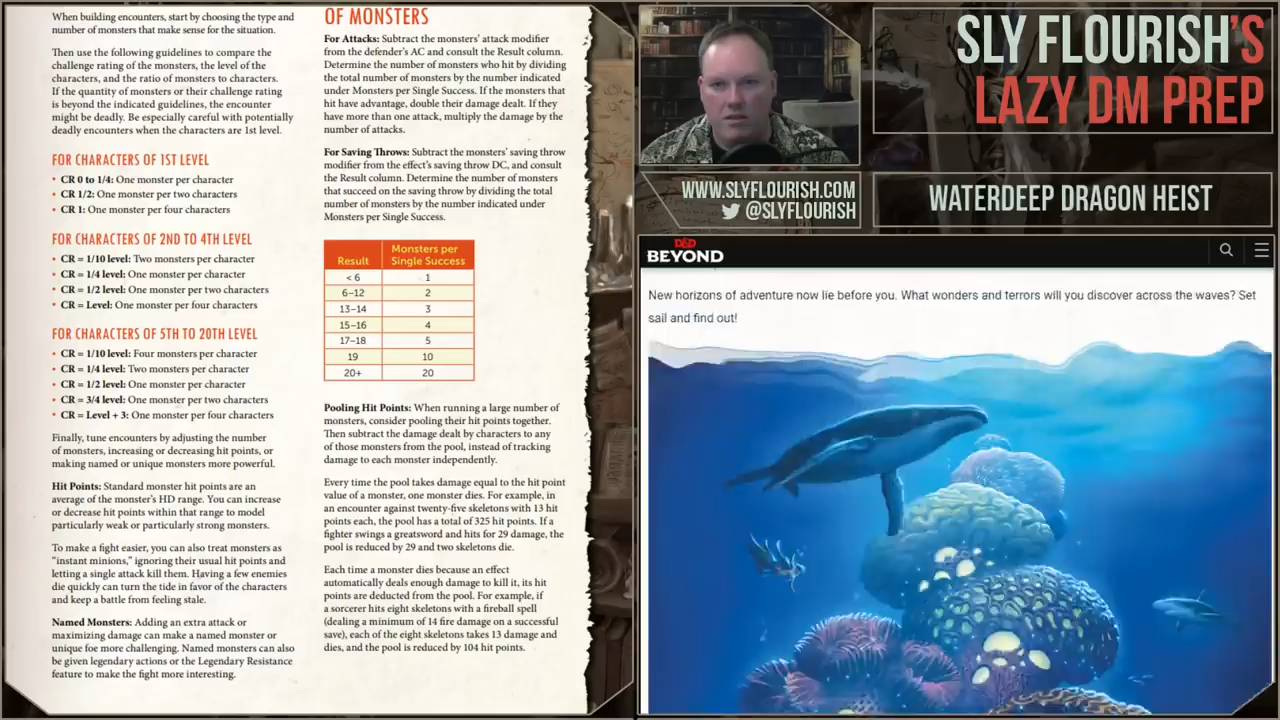 When building encounters, start by choosing the type and
number of monsters that make sense for the situation.
Then use the following guidelines to compare the
challenge rating of the monsters, the level of the
characters, and the ratio of monsters to characters.
If the quantity of monsters or their challenge rating
is beyond the indicated guidelines, the encounter
might be deadly. Be especially careful with potentially
deadly encounters when the characters are 1st level.
FOR CHARACTERS OF 1ST LEVEL
• CR 0 to 1/4: One monster per character
• CR 1/2: One monster per two characters
• CR 1: One monster per four characters
FOR CHARACTERS OF 2ND TO 4TH LEVEL
• CR = 1/10 level: Two monsters per character
• CR = 1/4 level: One monster per character
• CR = 1/2 level: One monster per two characters
• CR = Level: One monster per four characters
FOR CHARACTERS OF 5TH TO 20TH LEVEL
• CR = 1/10 level: Four monsters per character
• CR = 1/4 level: Two monsters per character
• CR = 1/2 level: One monster per character
• CR = 3/4 level: One monster per two characters
• CR = Level + 3: One monster per four characters
Finally, tune encounters by adjusting the number
of monsters, increasing or decreasing hit points, or
making named or unique monsters more powerful.
Hit Points: Standard monster hit points are an
average of the monster's HD range. You can increase
or decrease hit points within that range to model
particularly weak or particularly strong monsters.
To make a fight easier, you can also treat monsters as
“instant minions,” ignoring their usual hit points and
letting a single attack kill them. Having a few enemies
die quickly can turn the tide in favor of the characters
and keep a battle from feeling stale.
Named Monsters: Adding an extra attack or
maximizing damage can make a named monster or
unique foe more challenging. Named monsters can also
be given legendary actions or the Legendary Resistance
feature to make the fight more interesting.
OF MONSTERS
For Attacks: Subtract the monsters' attack modifier
from the defender's AC and consult the Result column.
Determine the number of monsters who hit by dividing
the total number of monsters by the number indicated
under Monsters per Single Success. If the monsters that
hit have advantage, double their damage dealt. If they
have more than one attack, multiply the damage by the
number of attacks.
For Saving Throws: Subtract the monsters' saving throw
modifier from the effect's saving throw DC, and consult
the Result column. Determine the number of monsters
that succeed on the saving throw by dividing the total
number of monsters by the number indicated under
Monsters per Single Success.
Result Monsters per Single Success
< 6 1
6–12 2
13–14 3
15–16 4
17–18 5
19 10
20+ 20
Pooling Hit Points: When running a large number of
monsters, consider pooling their hit points together.
Then subtract the damage dealt by characters to any
of those monsters from the pool, instead of tracking
damage to each monster independently.
Every time the pool takes damage equal to the hit point
value of a monster, one monster dies. For example, in
an encounter against twenty-five skeletons with 13 hit
points each, the pool has a total of 325 hit points. If a
fighter swings a greatsword and hits for 29 damage, the
pool is reduced by 29 and two skeletons die.
Each time a monster dies because an effect
automatically deals enough damage to kill it, its hit
points are deducted from the pool. For example, if
a sorcerer hits eight skeletons with a fireball spell
(dealing a minimum of 14 fire damage on a successful
save), each of the eight skeletons takes 13 damage and
dies, and the pool is reduced by 104 hit points.
SLY FLOURISH'S
LAZY DM PREP
WWW.SLYFLOURISH.COM
@SLYFLOURISH
WATERDEEP DRAGON HEIST
D&D
BEYOND
New horizons of adventure now lie before you. What wonders and terrors will you discover across the waves? Set
sail and find out!